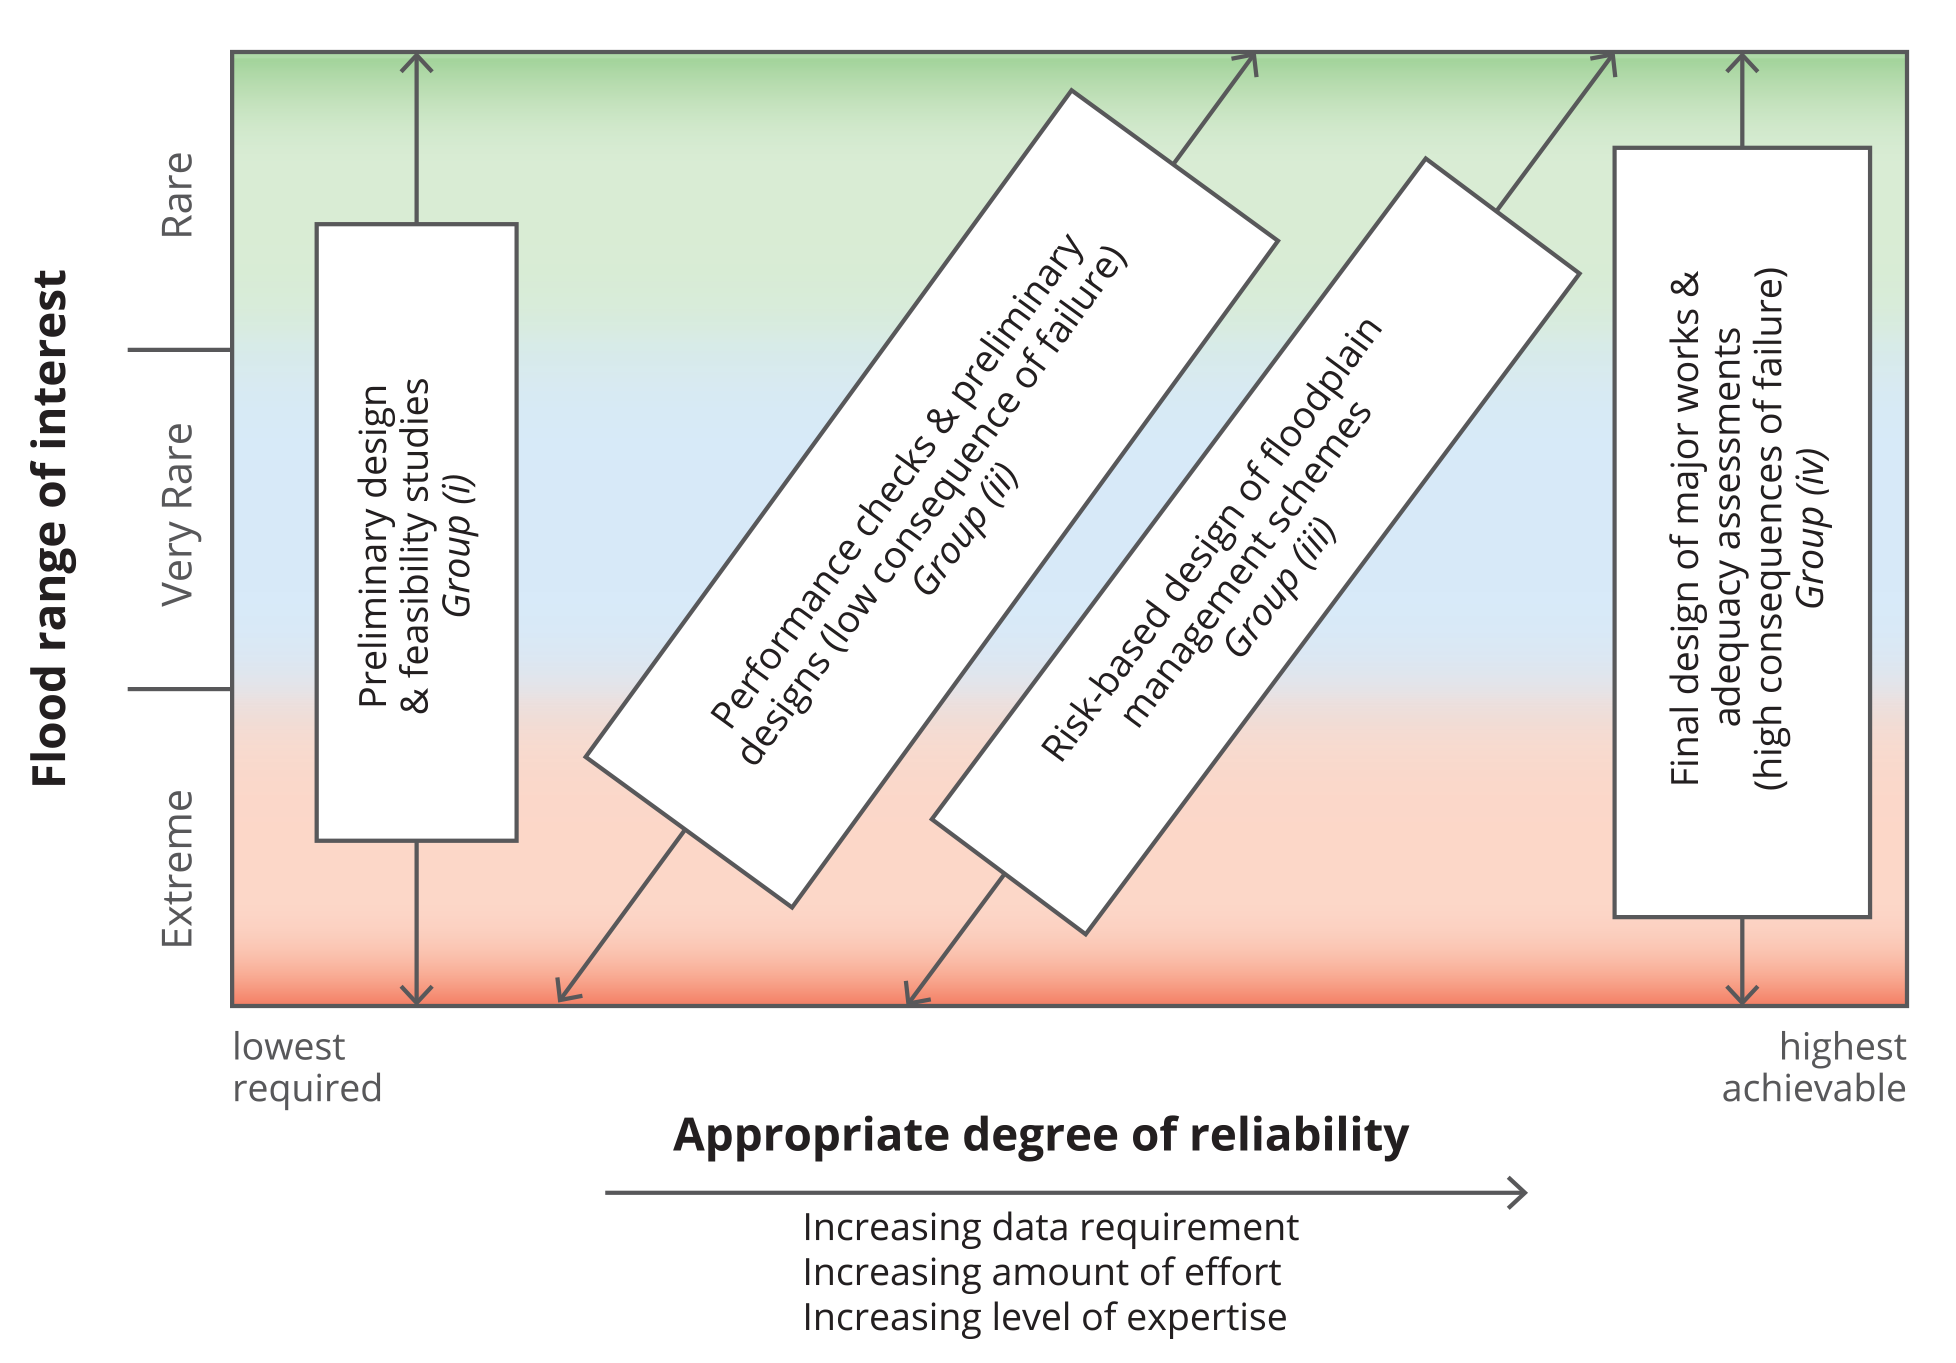 Flood range of interest
Rare
Very Rare
Extreme
Preliminary design
& feasibility studies
Group (i)
Performance checks & preliminary
designs (low consequence of failure)
Group (ii)
Risk-based design of floodplain
management schemes
Group (iii)
Final design of major works &
adequacy assessments
(high consequences of failure)
Group (iv)
lowest
required
highest
achievable
Appropriate degree of reliability
Increasing data requirement
Increasing amount of effort
Increasing level of expertise